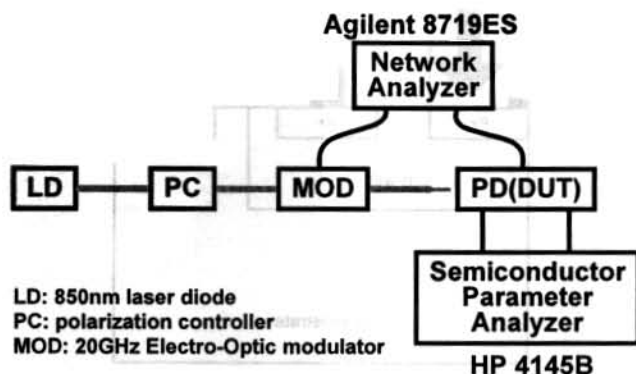 Agilent 8719ES
Network
Analyzer
LD
PC
MOD
PD(DUT)
Semiconductor
Parameter
Analyzer
LD: 850nm laser diode
PC: polarization controller
MOD: 20GHz Electro-Optic modulator
HP 4145B